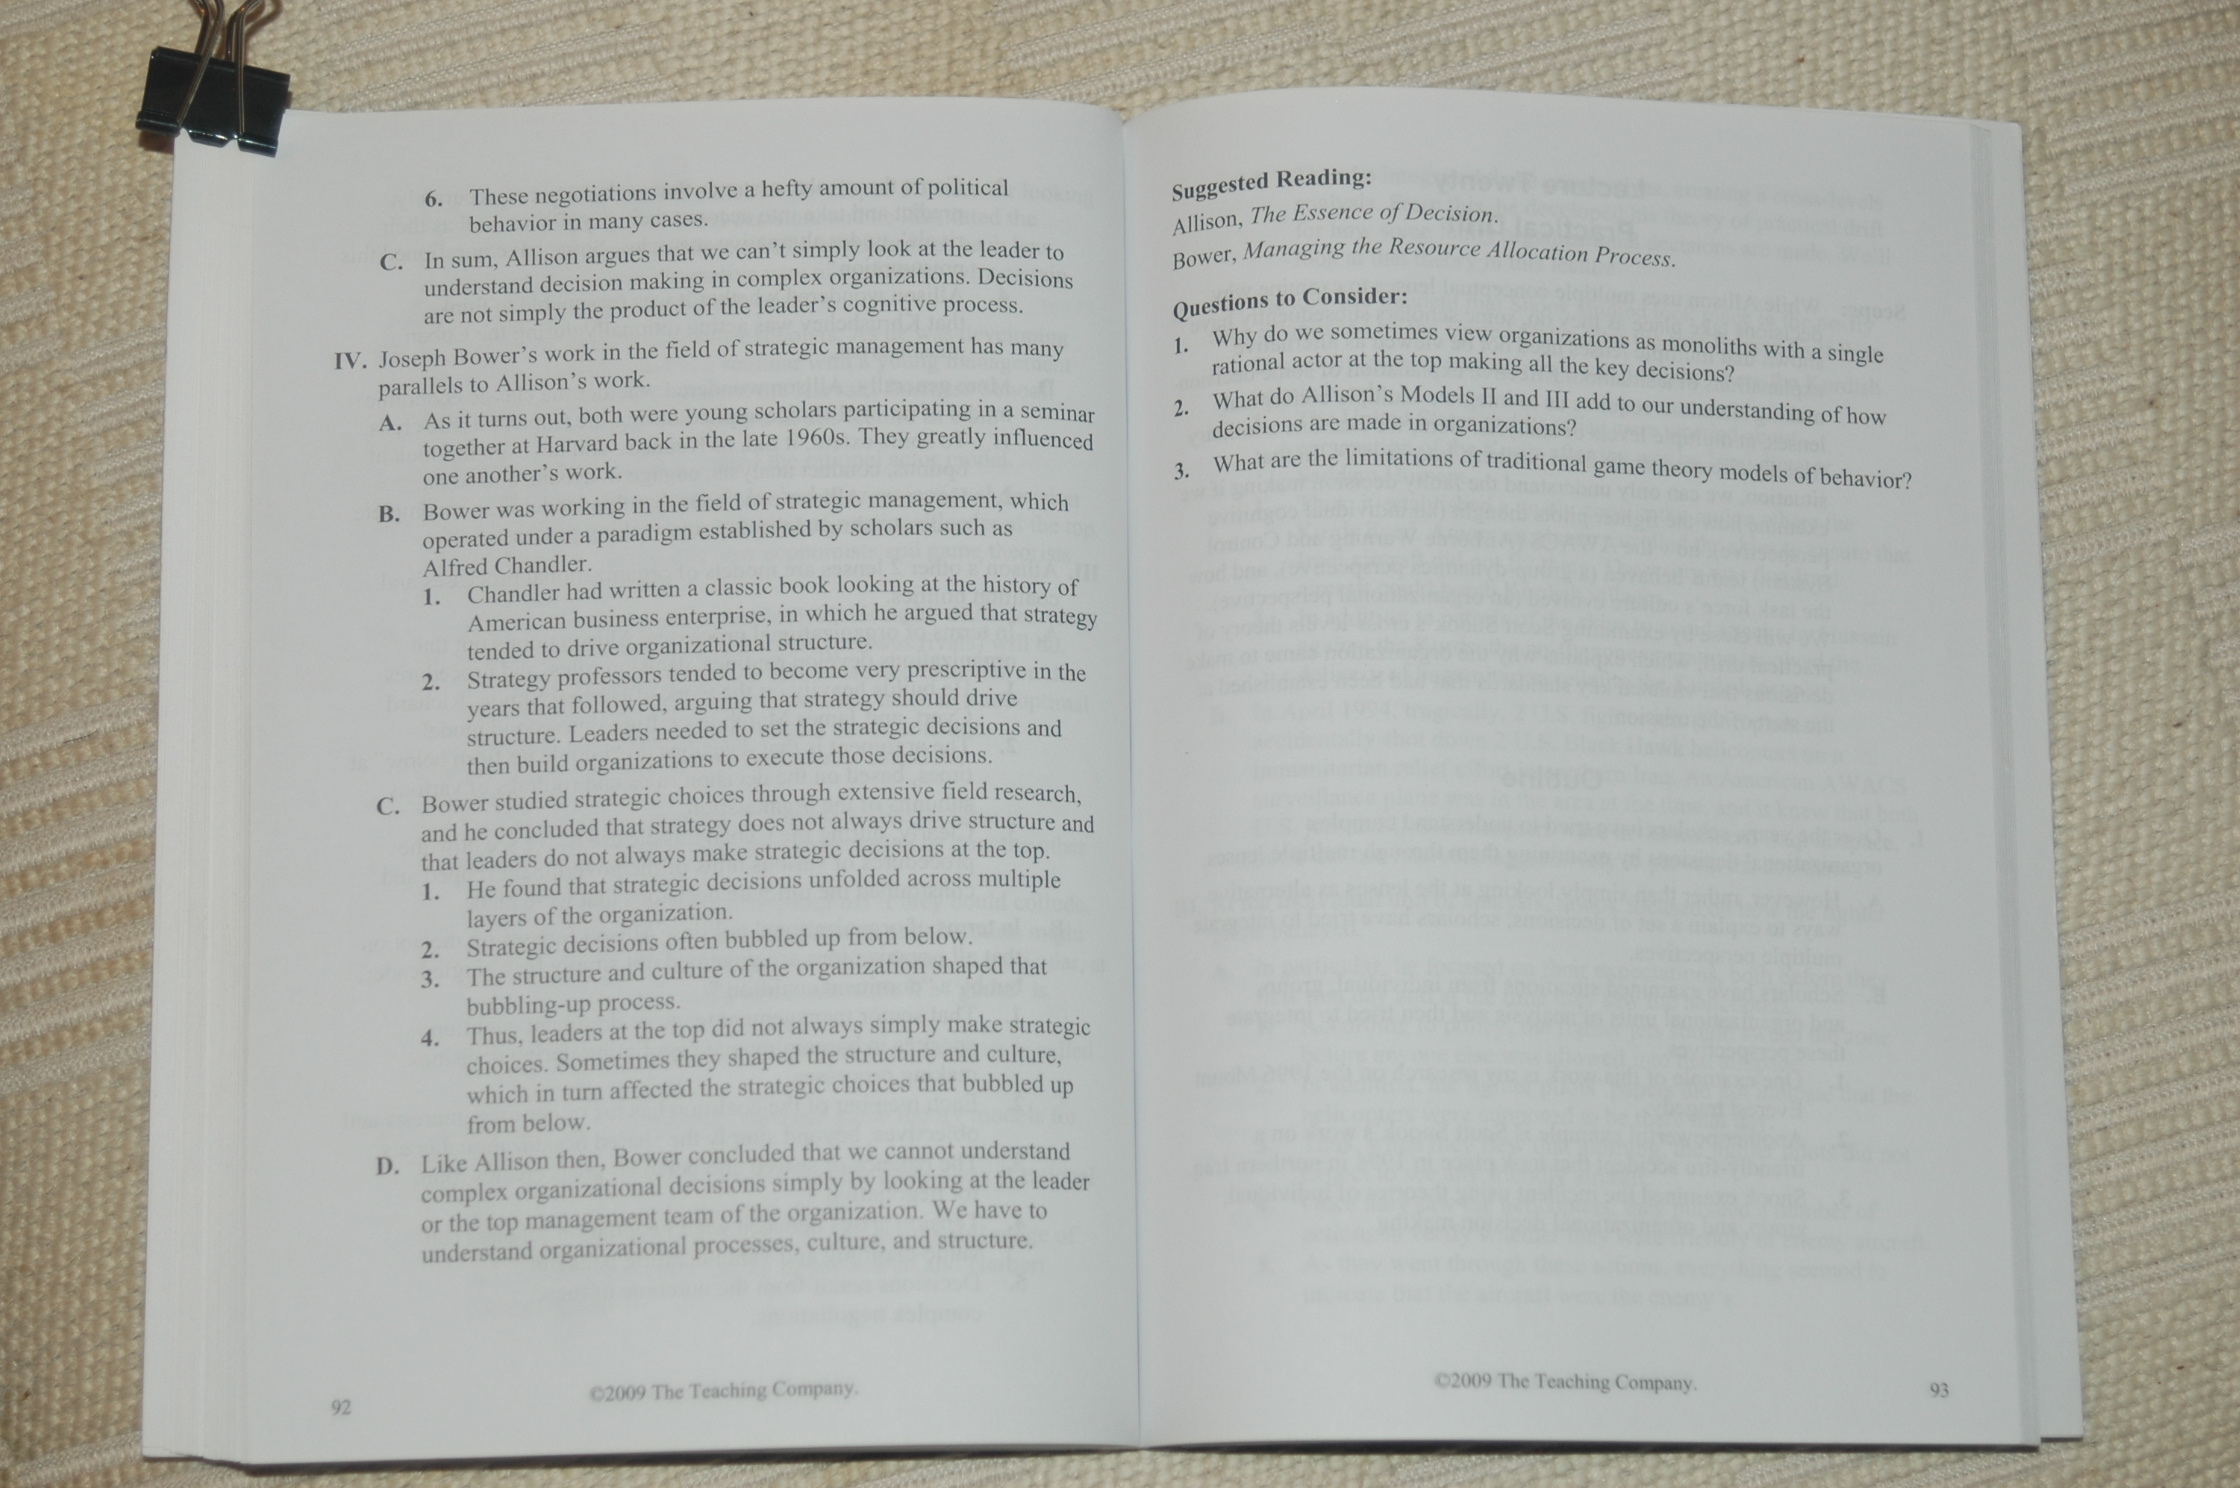 6. These negotiations involve a hefty amount of political
behavior in many cases.
C. In sum, Allison argues that we can't simply look at the leader to
understand decision making in complex organizations. Decisions
are not simply the product of the leader's cognitive process.
IV. Joseph Bower's work in the field of strategic management has many
parallels to Allison's work.
A. As it turns out, both were young scholars participating in a seminar
together at Harvard back in the late 1960s. They greatly influenced
one another's work.
B. Bower was working in the field of strategic management, which
operated under a paradigm established by scholars such as
Alfred Chandler.
1. Chandler had written a classic book looking at the history of
American business enterprise, in which he argued that strategy
tended to drive organizational structure.
2. Strategy professors tended to become very prescriptive in the
years that followed, arguing that strategy should drive
structure. Leaders needed to set the strategic decisions and
then build organizations to execute those decisions.
C. Bower studied strategic choices through extensive field research,
and he concluded that strategy does not always drive structure and
that leaders do not always make strategic decisions at the top.
1. He found that strategic decisions unfolded across multiple
layers of the organization.
2. Strategic decisions often bubbled up from below.
3. The structure and culture of the organization shaped that
bubbling-up process.
4. Thus, leaders at the top did not always simply make strategic
choices. Sometimes they shaped the structure and culture,
which in turn affected the strategic choices that bubbled up
from below.
D. Like Allison then, Bower concluded that we cannot understand
complex organizational decisions simply by looking at the leader
or the top management team of the organization. We have to
understand organizational processes, culture, and structure.
92
©2009 The Teaching Company.
Suggested Reading:
Allison, The Essence of Decision.
Bower, Managing the Resource Allocation Process.
Questions to Consider:
1. Why do we sometimes view organizations as monoliths with a single
rational actor at the top making all the key decisions?
2. What do Allison's Models II and III add to our understanding of how
decisions are made in organizations?
3. What are the limitations of traditional game theory models of behavior?
©2009 The Teaching Company.
93